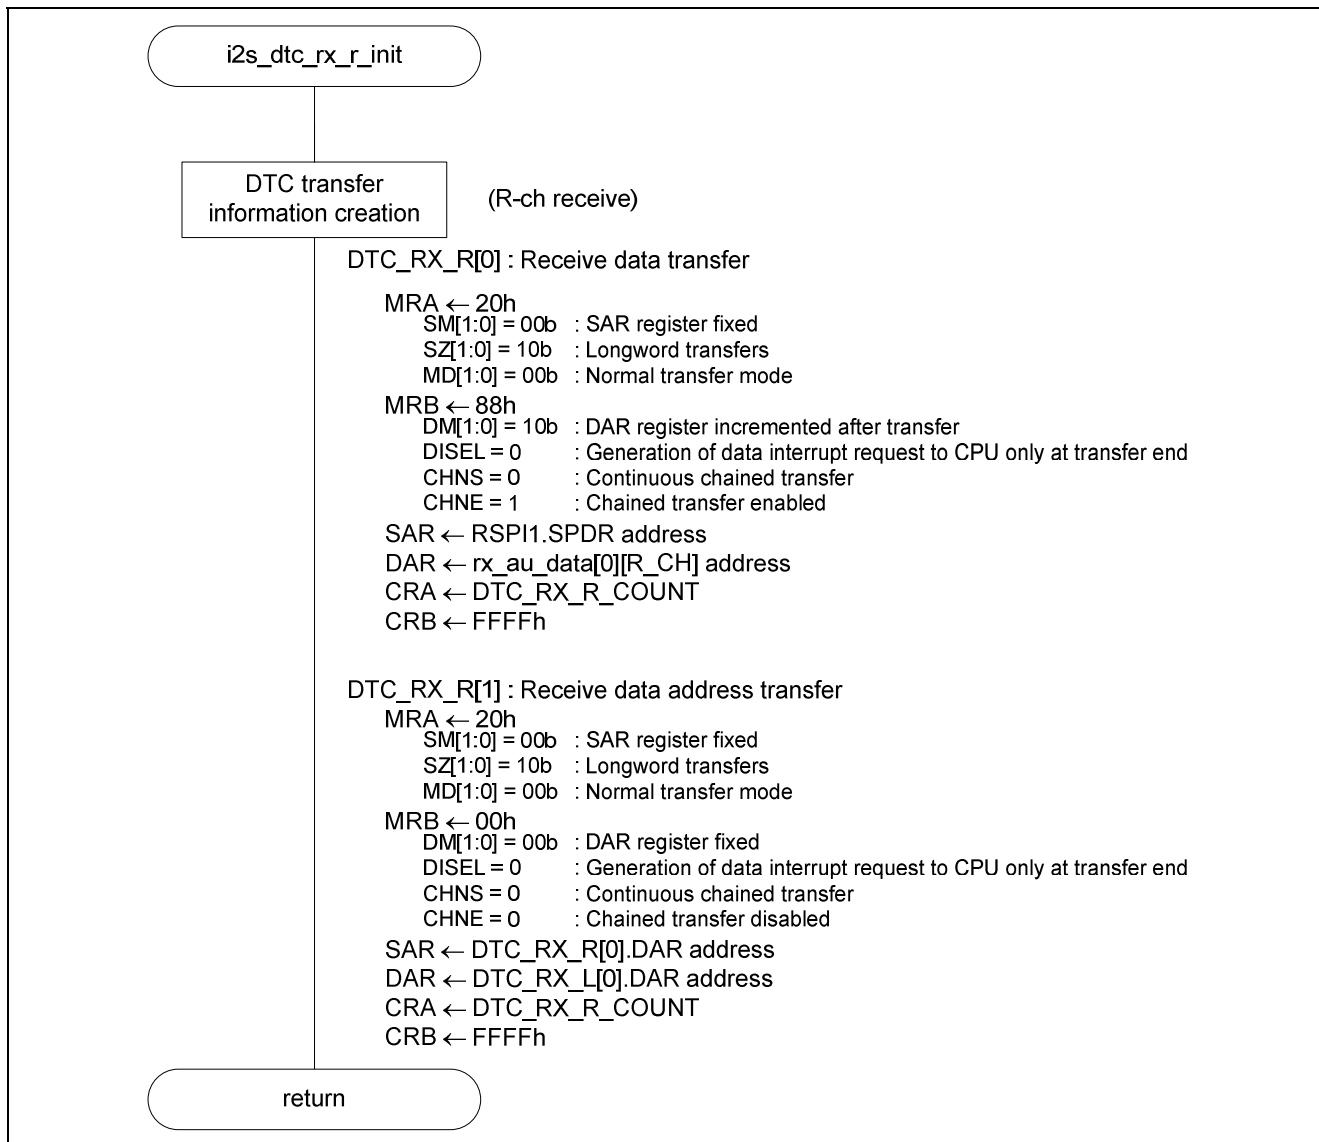 i2s_dtc_rx_r_init
DTC transfer
information creation
(R-ch receive)
DTC_RX_R[0] : Receive data transfer
MRA ← 20h
SM[1:0] = 00b : SAR register fixed
SZ[1:0] = 10b : Longword transfers
MD[1:0] = 00b : Normal transfer mode
MRB ← 88h
DM[1:0] = 10b : DAR register incremented after transfer
DISEL = 0 : Generation of data interrupt request to CPU only at transfer end
CHNS = 0 : Continuous chained transfer
CHNE = 1 : Chained transfer enabled
SAR ← RSPI1.SPDR address
DAR ← rx_au_data[0][R_CH] address
CRA ← DTC_RX_R_COUNT
CRB ← FFFFh
DTC_RX_R[1] : Receive data address transfer
MRA ← 20h
SM[1:0] = 00b : SAR register fixed
SZ[1:0] = 10b : Longword transfers
MD[1:0] = 00b : Normal transfer mode
MRB ← 00h
DM[1:0] = 00b : DAR register fixed
DISEL = 0 : Generation of data interrupt request to CPU only at transfer end
CHNS = 0 : Continuous chained transfer
CHNE = 0 : Chained transfer disabled
SAR ← DTC_RX_R[0].DAR address
DAR ← DTC_RX_L[0].DAR address
CRA ← DTC_RX_R_COUNT
CRB ← FFFFh
return